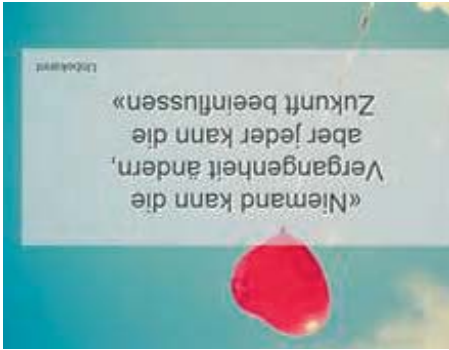 «Niemand kann die
Vergangenheit ändern,
aber jeder kann die
Zukunft beeinflussen»
Unbekannt